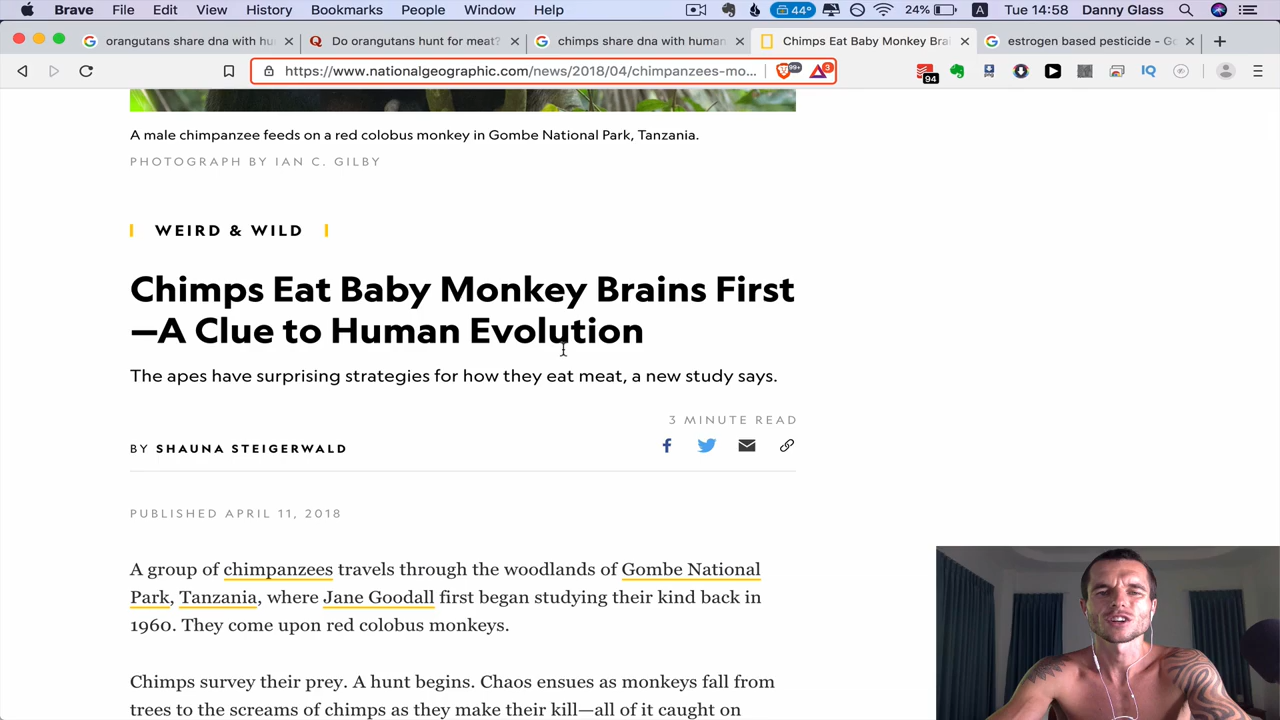 Brave File Edit View History Bookmarks People Window Help 44° 24% A Tue 14:58 Danny Glass
orangutans share dna with hu Do orangutans hunt for meat? chimps share dna with human Chimps Eat Baby Monkey Brai estrogen based pesticide - Go
https://www.nationalgeographic.com/news/2018/04/chimpanzees-mo... 99+ 3 94 IQ
A male chimpanzee feeds on a red colobus monkey in Gombe National Park, Tanzania.
PHOTOGRAPH BY IAN C. GILBY
WEIRD & WILD
Chimps Eat Baby Monkey Brains First
—A Clue to Human Evolution
The apes have surprising strategies for how they eat meat, a new study says.
3 MINUTE READ
BY SHAUNA STEIGERWALD
PUBLISHED APRIL 11, 2018
A group of chimpanzees travels through the woodlands of Gombe National
Park, Tanzania, where Jane Goodall first began studying their kind back in
1960. They come upon red colobus monkeys.
Chimps survey their prey. A hunt begins. Chaos ensues as monkeys fall from
trees to the screams of chimps as they make their kill—all of it caught on